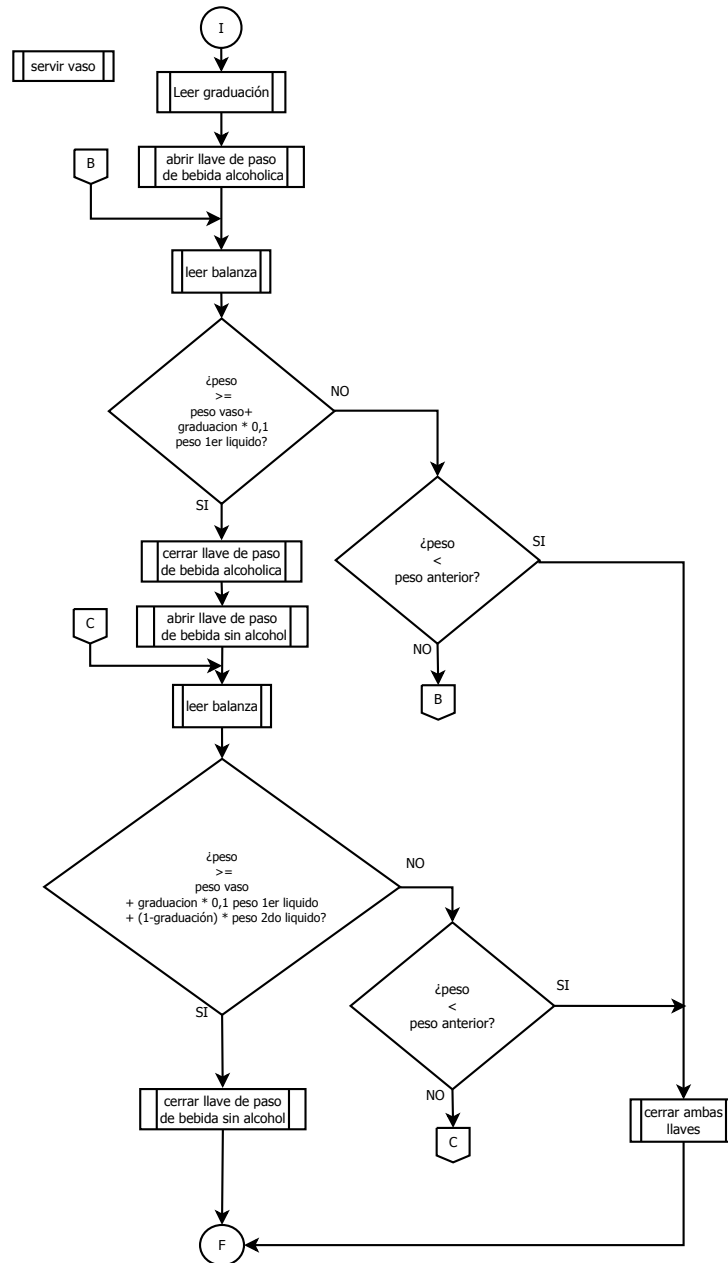 I
servir vaso
Leer graduación
abrir llave de paso
de bebida alcoholica
B
leer balanza
¿peso
>=
peso vaso+
graduacion * 0,1
peso 1er liquido?
NO
SI
¿peso
<
peso anterior?
SI
NO
B
cerrar llave de paso
de bebida alcoholica
abrir llave de paso
de bebida sin alcohol
C
leer balanza
¿peso
>=
peso vaso
+ graduacion * 0,1 peso 1er liquido
+ (1-graduación) * peso 2do liquido?
NO
SI
¿peso
<
peso anterior?
SI
NO
C
cerrar llave de paso
de bebida sin alcohol
cerrar ambas
llaves
F